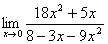 lim x→0 (18x² + 5x) / (8 − 3x − 9x²)